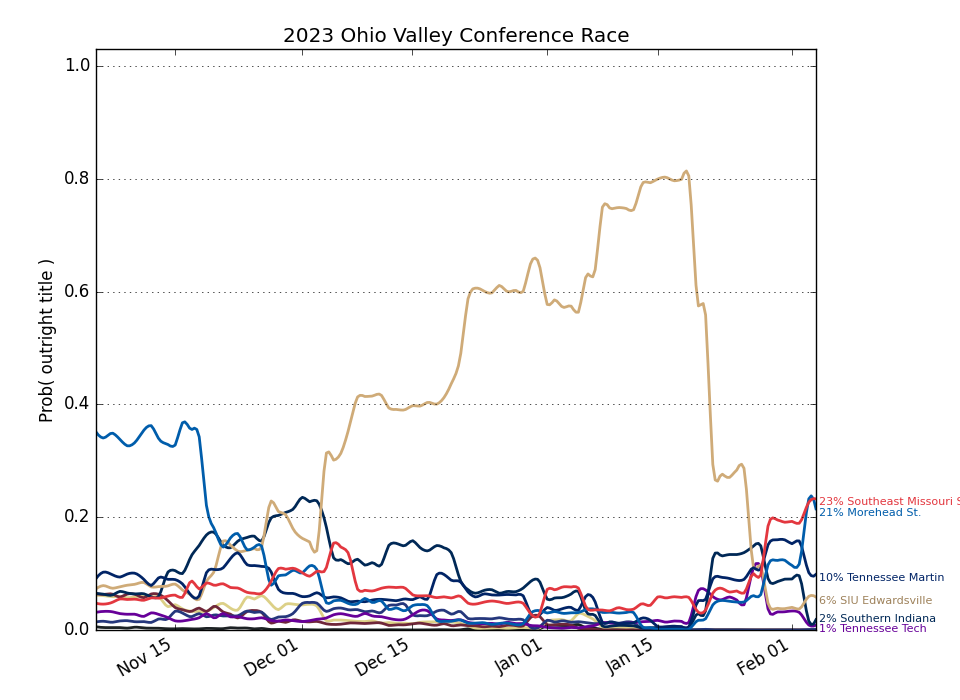 2023 Ohio Valley Conference Race
Prob( outright title )
1.0
0.8
0.6
0.4
0.2
0.0
Nov 15
Dec 01
Dec 15
Jan 01
Jan 15
Feb 01
23% Southeast Missouri S
21% Morehead St.
10% Tennessee Martin
6% SIU Edwardsville
2% Southern Indiana
1% Tennessee Tech